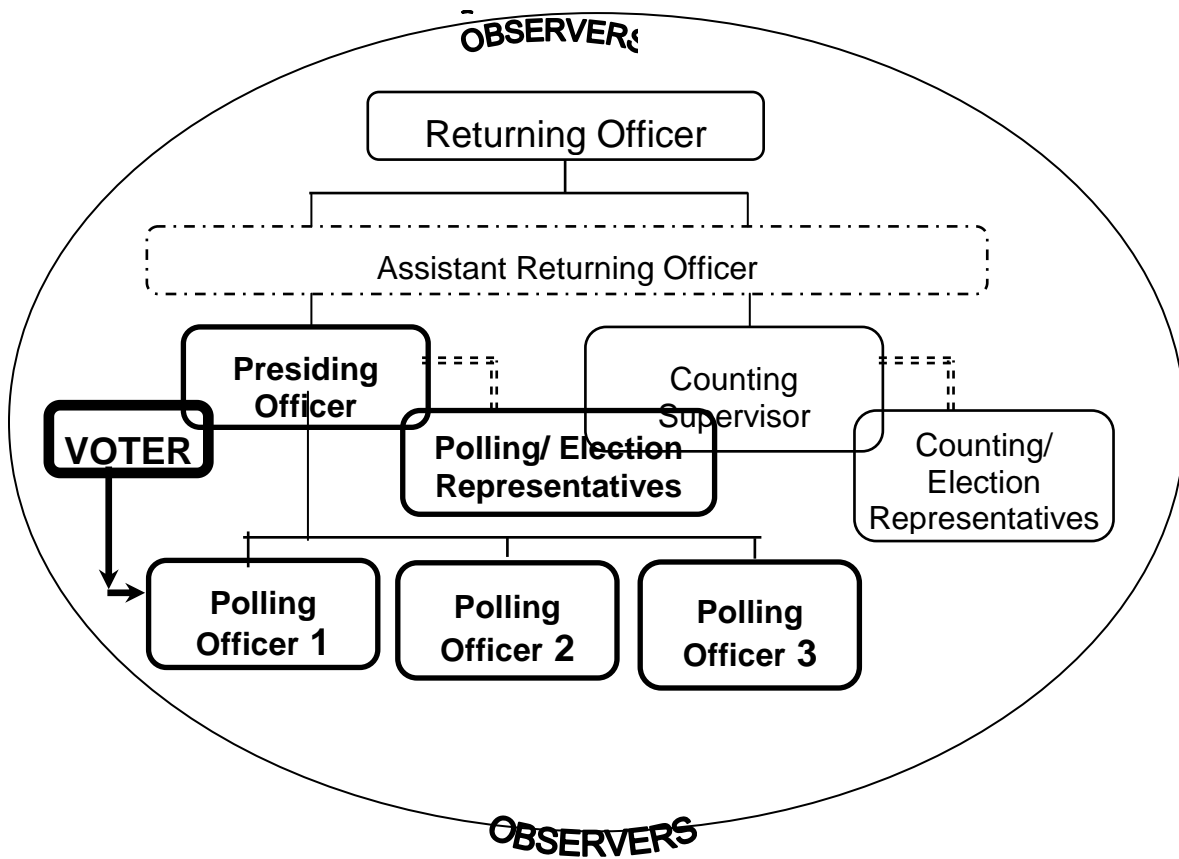 OBSERVERS
Returning Officer
Assistant Returning Officer
Presiding
Officer
Counting
Supervisor
VOTER
Polling/ Election
Representatives
Counting/
Election
Representatives
Polling
Officer 1
Polling
Officer 2
Polling
Officer 3
OBSERVERS